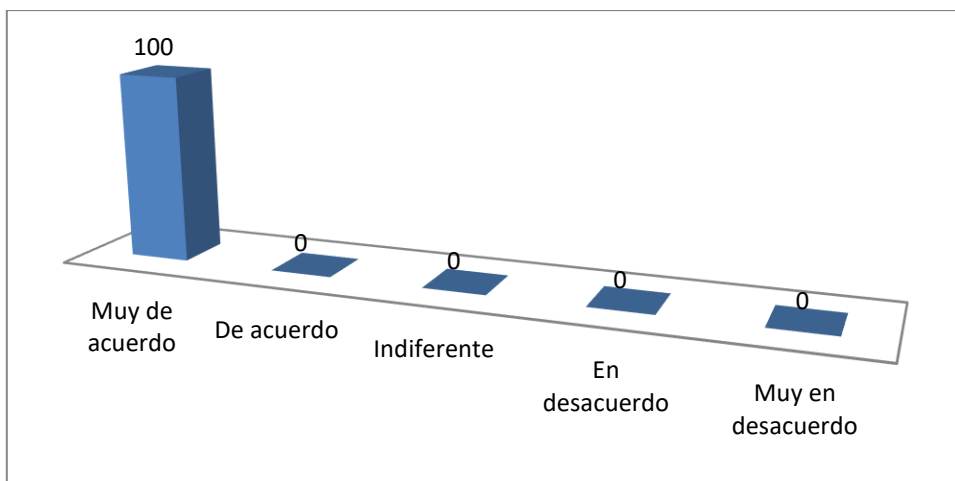 100
0
0
0
0
Muy de
acuerdo
De acuerdo
Indiferente
En
desacuerdo
Muy en
desacuerdo